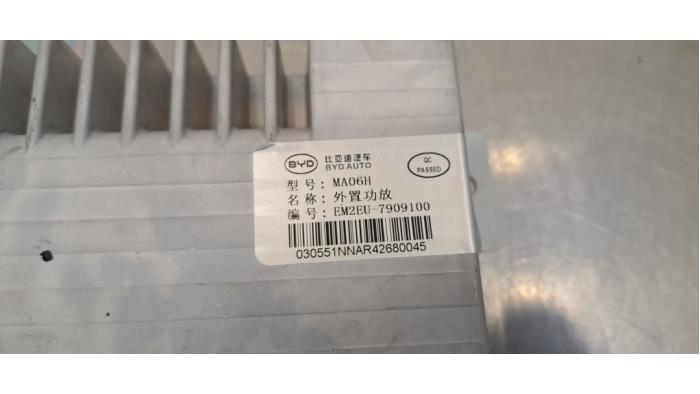 BYD 比亚迪汽车
BYD AUTO
QC
PASSED
型号: MA06H
名称: 外置功放
编号: EM2EU-7909100
030551NNAR42680045